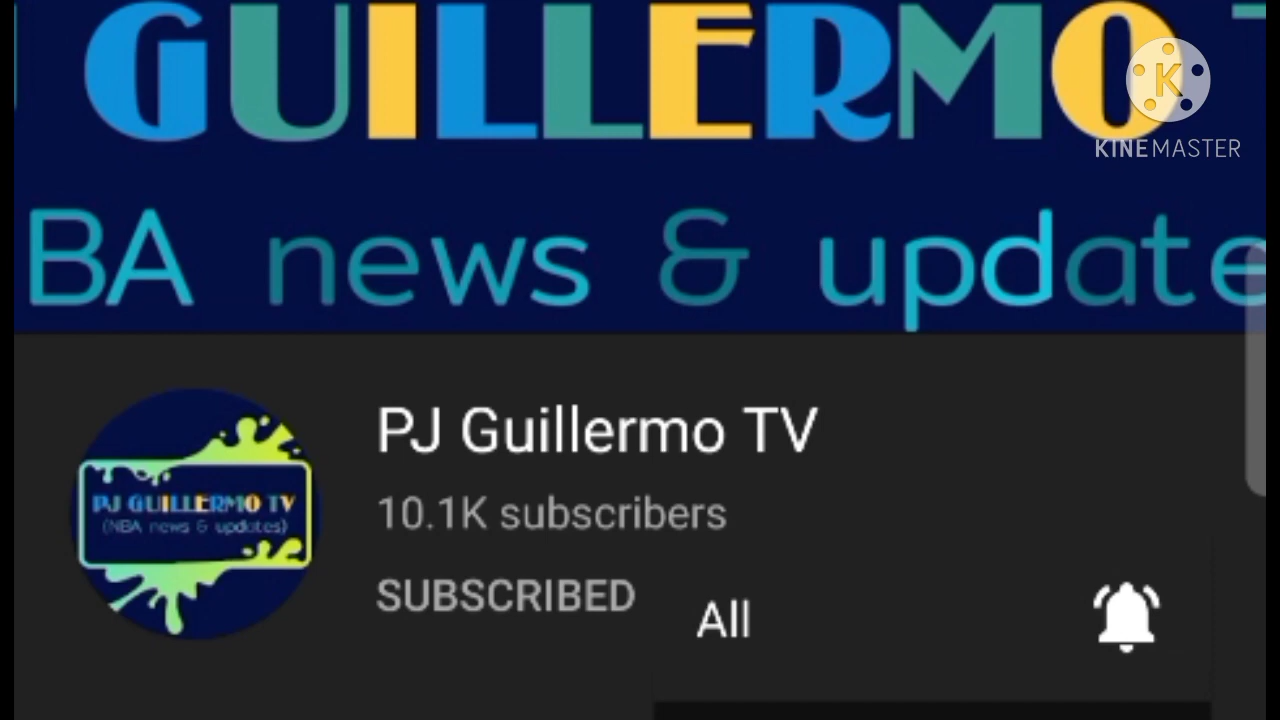 GUILLERMO
K
KINEMASTER
BA news & update
PJ Guillermo TV
10.1K subscribers
PJ GUILLERMO TV
(NBA news & updates)
SUBSCRIBED
All